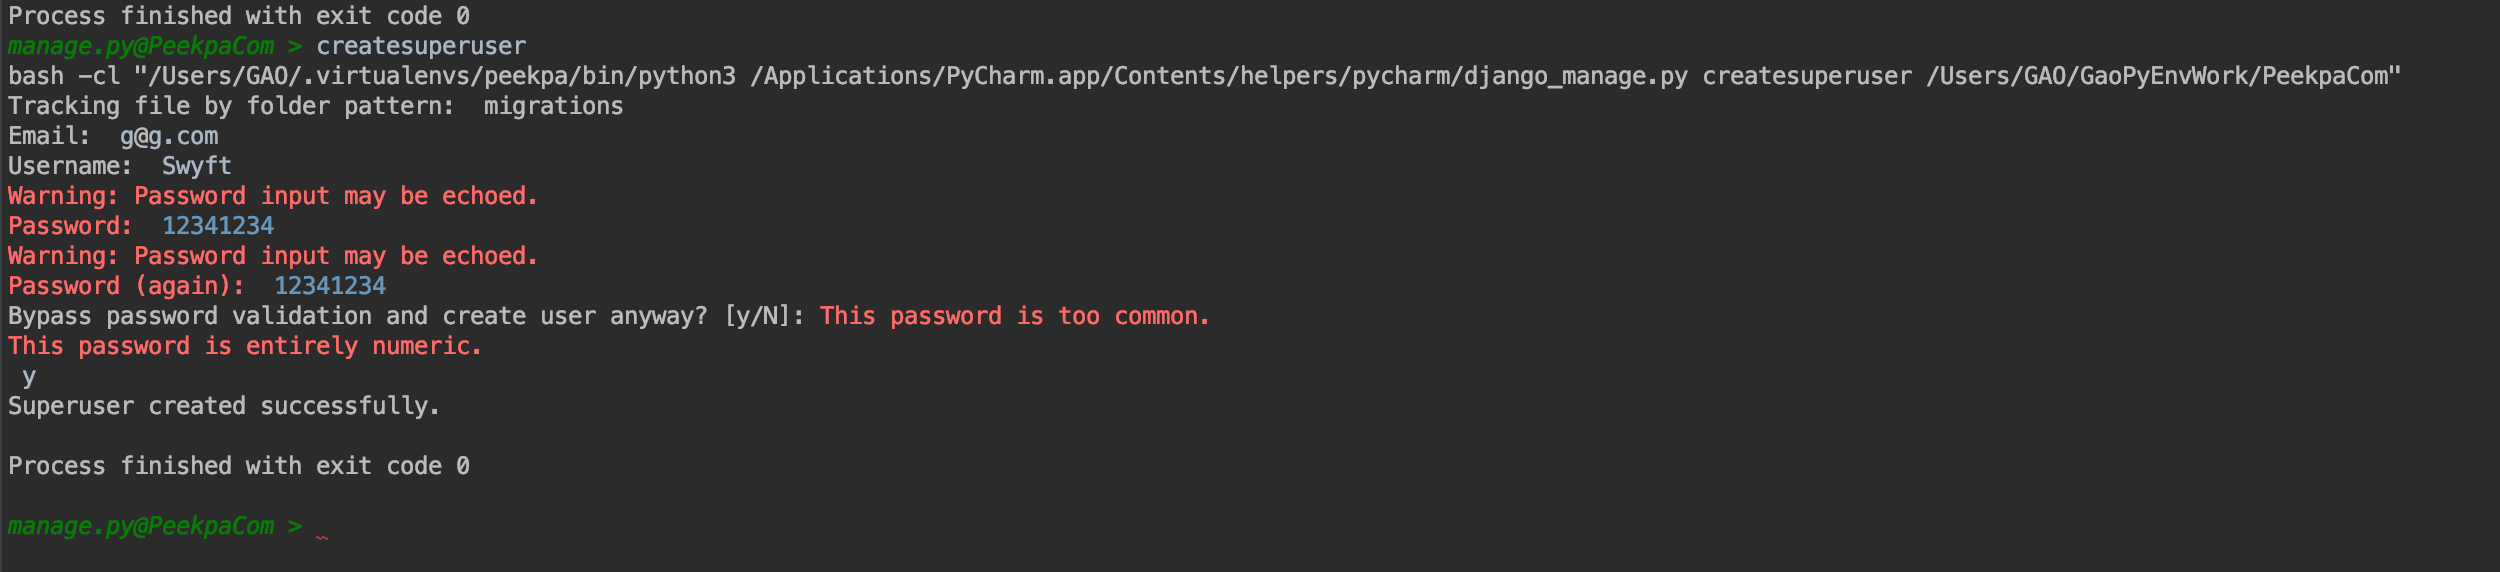 Process finished with exit code 0
manage.py@PeekpaCom > createsuperuser
bash -cl "/Users/GAO/.virtualenvs/peekpa/bin/python3 /Applications/PyCharm.app/Contents/helpers/pycharm/django_manage.py createsuperuser /Users/GAO/GaoPyEnvWork/PeekpaCom"
Tracking file by folder pattern:  migrations
Email:  g@g.com
Username:  Swyft
Warning: Password input may be echoed.
Password:  12341234
Warning: Password input may be echoed.
Password (again):  12341234
Bypass password validation and create user anyway? [y/N]: This password is too common.
This password is entirely numeric.
y
Superuser created successfully.
Process finished with exit code 0
manage.py@PeekpaCom >